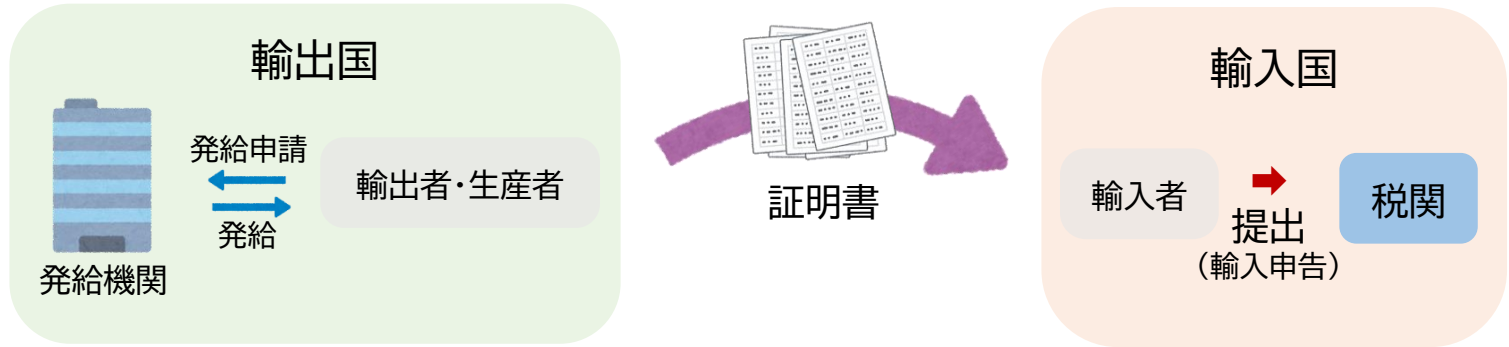 輸出国
発給申請
輸出者・生産者
発給
発給機関
証明書
輸入国
輸入者
提出
（輸入申告）
税関